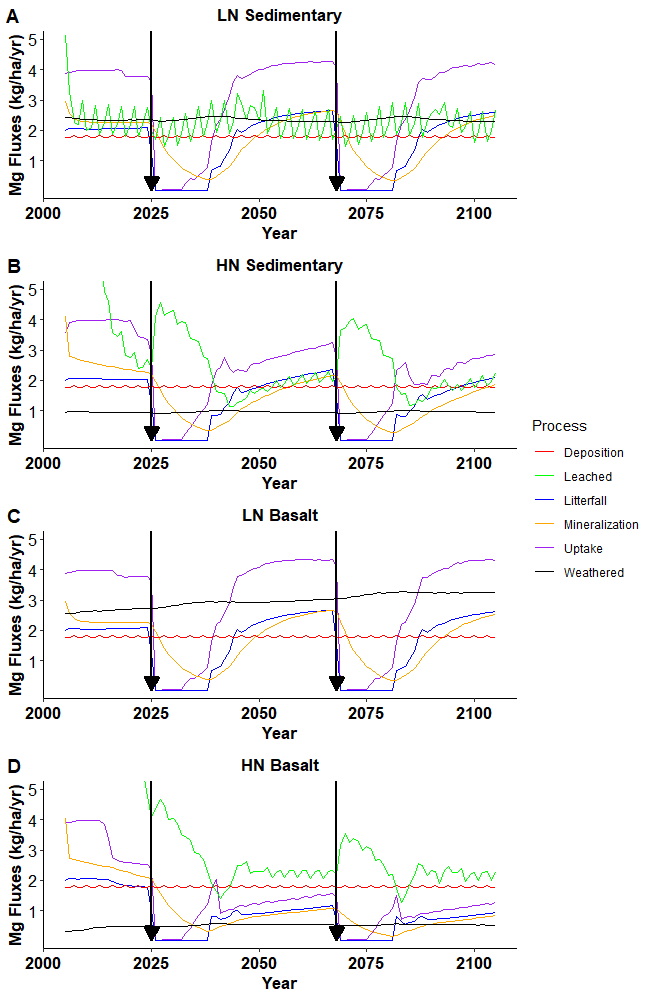 A LN Sedimentary
5
4
3
2
1
Mg Fluxes (kg/ha/yr)
2000 2025 2050 2075 2100
Year
B HN Sedimentary
5
4
3
2
1
Mg Fluxes (kg/ha/yr)
2000 2025 2050 2075 2100
Year
Process
Deposition
Leached
Litterfall
Mineralization
Uptake
Weathered
C LN Basalt
5
4
3
2
1
Mg Fluxes (kg/ha/yr)
2000 2025 2050 2075 2100
Year
D HN Basalt
5
4
3
2
1
Mg Fluxes (kg/ha/yr)
2000 2025 2050 2075 2100
Year